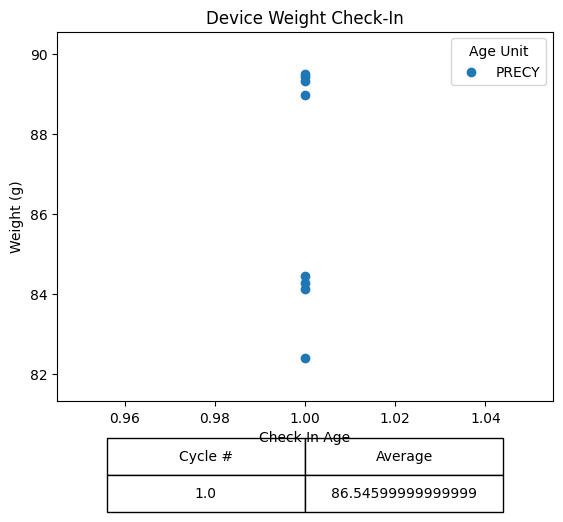 Device Weight Check-In
Age Unit
PRECY
90
88
86
84
82
Weight (g)
0.96 0.98 1.00 1.02 1.04
Check In Age
Cycle # Average
1.0 86.54599999999999